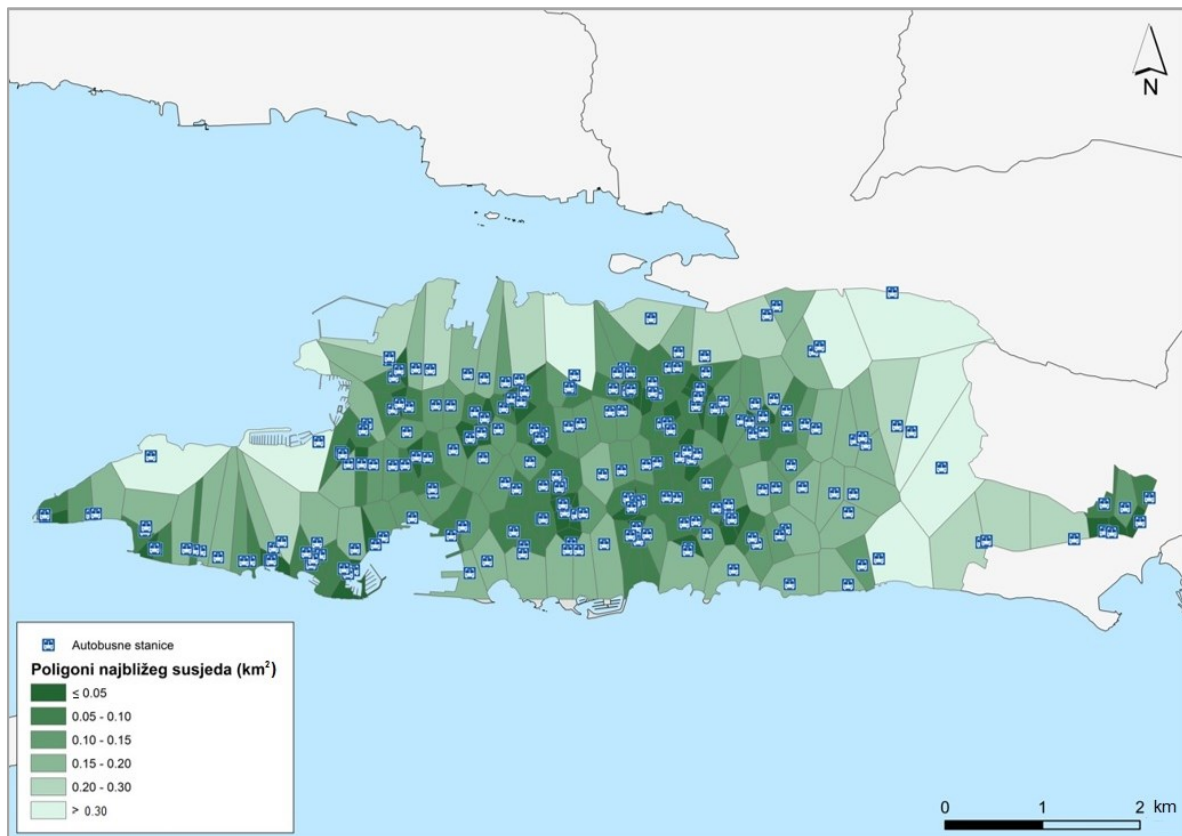 N
Autobusne stanice
Poligoni najbližeg susjeda (km²)
≤ 0.05
0.05 - 0.10
0.10 - 0.15
0.15 - 0.20
0.20 - 0.30
> 0.30
0 1 2 km